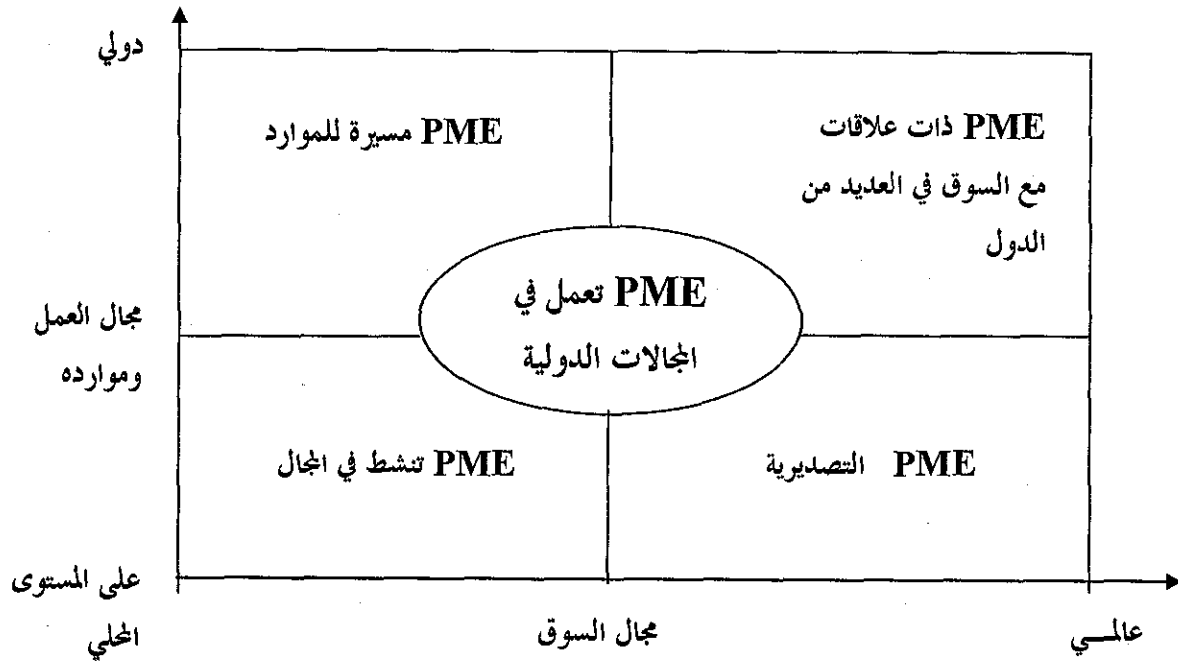 دولي
PME مسيرة للموارد
PME ذات علاقات
مع السوق في العديد من
الدول
مجال العمل
وموارده
PME تعمل في
المجالات الدولية
PME تنشط في المجال
PME التصديرية
على المستوى
المحلي
مجال السوق
عالمـــي